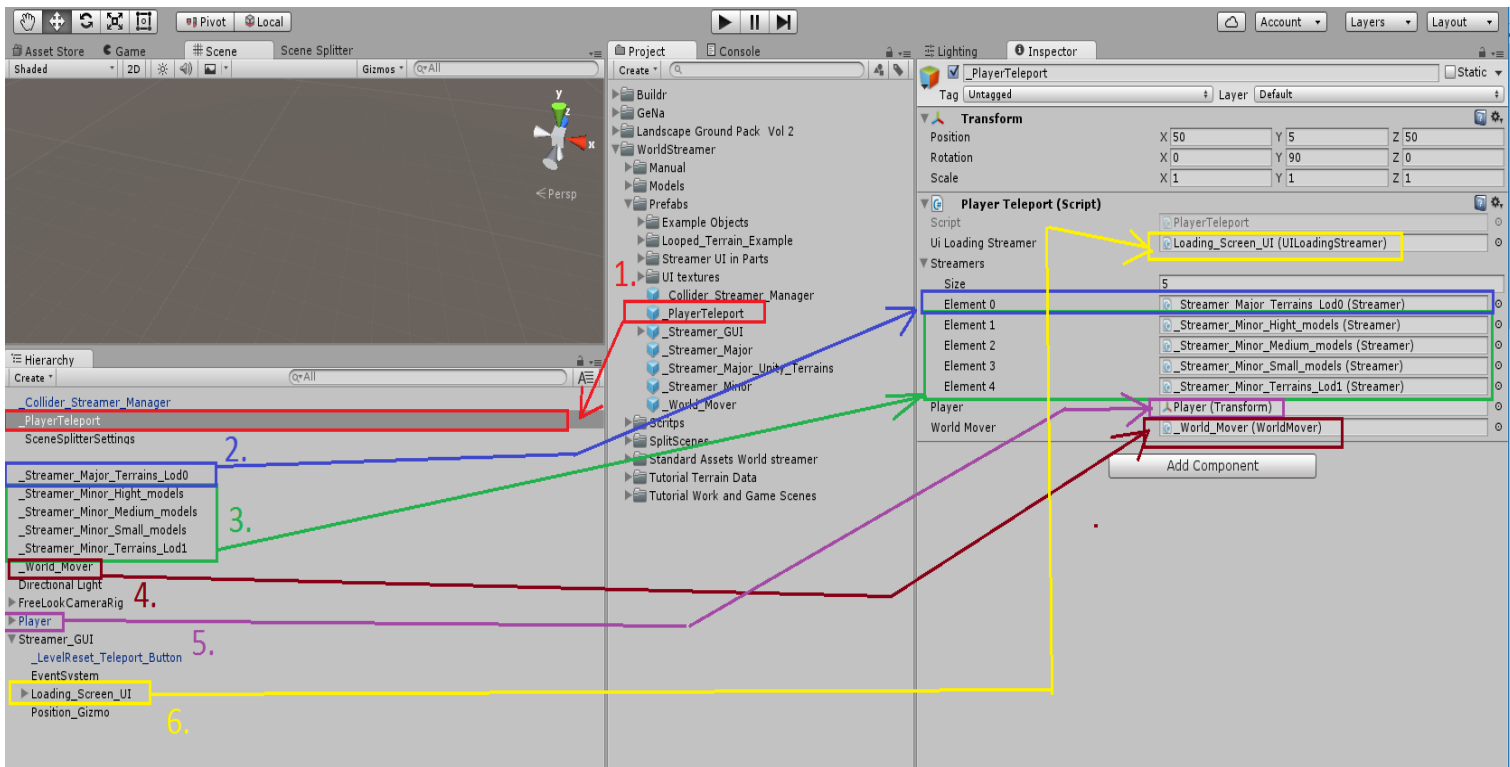 Pivot Local Account Layers Layout
Asset Store Game Scene Scene Splitter
Shaded 2D Gizmos All
y
z
x
Persp
Hierarchy
Create All
_Collider_Streamer_Manager
_PlayerTeleport
SceneSplitterSettings
2.
_Streamer_Major_Terrains_Lod0
_Streamer_Minor_Hight_models
_Streamer_Minor_Medium_models
3.
_Streamer_Minor_Small_models
_Streamer_Minor_Terrains_Lod1
_World_Mover
Directional Light
4.
FreeLookCameraRig
Player
5.
Streamer_GUI
_LevelReset_Teleport_Button
EventSystem
Loading_Screen_UI
6.
Position_Gizmo
Project Console
Create
Buildr
GeNa
Landscape Ground Pack Vol 2
WorldStreamer
Manual
Models
Prefabs
Example Objects
Looped_Terrain_Example
Streamer UI in Parts
1.
UI textures
_Collider_Streamer_Manager
_PlayerTeleport
_Streamer_GUI
_Streamer_Major
_Streamer_Major_Unity_Terrains
_Streamer_Minor
_World_Mover
Scritps
SplitScenes
Standard Assets World streamer
Tutorial Terrain Data
Tutorial Work and Game Scenes
Lighting Inspector
_PlayerTeleport Static
Tag Untagged Layer Default
Transform
Position X 50 Y 5 Z 50
Rotation X 0 Y 90 Z 0
Scale X 1 Y 1 Z 1
Player Teleport (Script)
Script PlayerTeleport
Ui Loading Streamer Loading_Screen_UI (UILoadingStreamer)
Streamers
Size 5
Element 0 _Streamer_Major_Terrains_Lod0 (Streamer)
Element 1 _Streamer_Minor_Hight_models (Streamer)
Element 2 _Streamer_Minor_Medium_models (Streamer)
Element 3 _Streamer_Minor_Small_models (Streamer)
Element 4 _Streamer_Minor_Terrains_Lod1 (Streamer)
Player Player (Transform)
World Mover _World_Mover (WorldMover)
Add Component